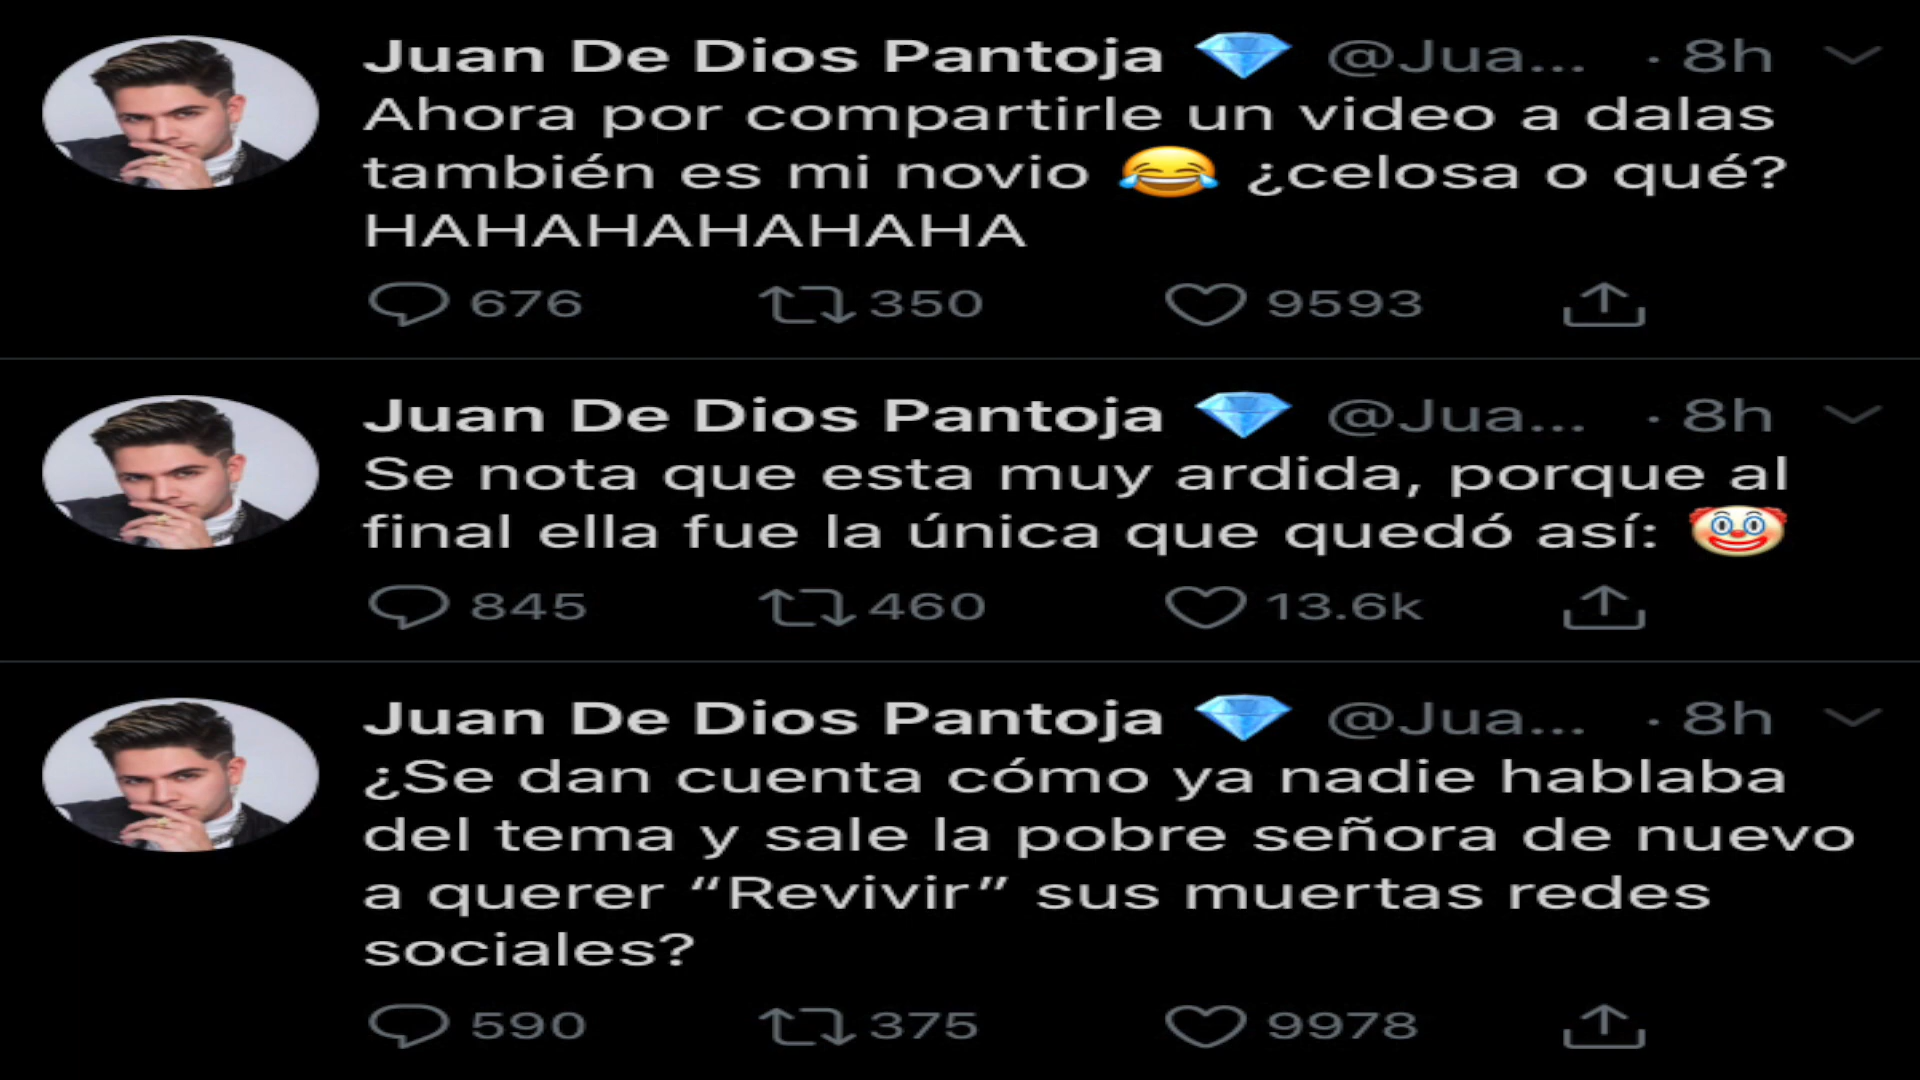 Juan De Dios Pantoja 💎 @Jua... · 8h
Ahora por compartirle un video a dalas
también es mi novio 😂 ¿celosa o qué?
HAHAHAHAHAHA
676 350 9593
Juan De Dios Pantoja 💎 @Jua... · 8h
Se nota que esta muy ardida, porque al
final ella fue la única que quedó así: 🤡
845 460 13.6k
Juan De Dios Pantoja 💎 @Jua... · 8h
¿Se dan cuenta cómo ya nadie hablaba
del tema y sale la pobre señora de nuevo
a querer “Revivir” sus muertas redes
sociales?
590 375 9978